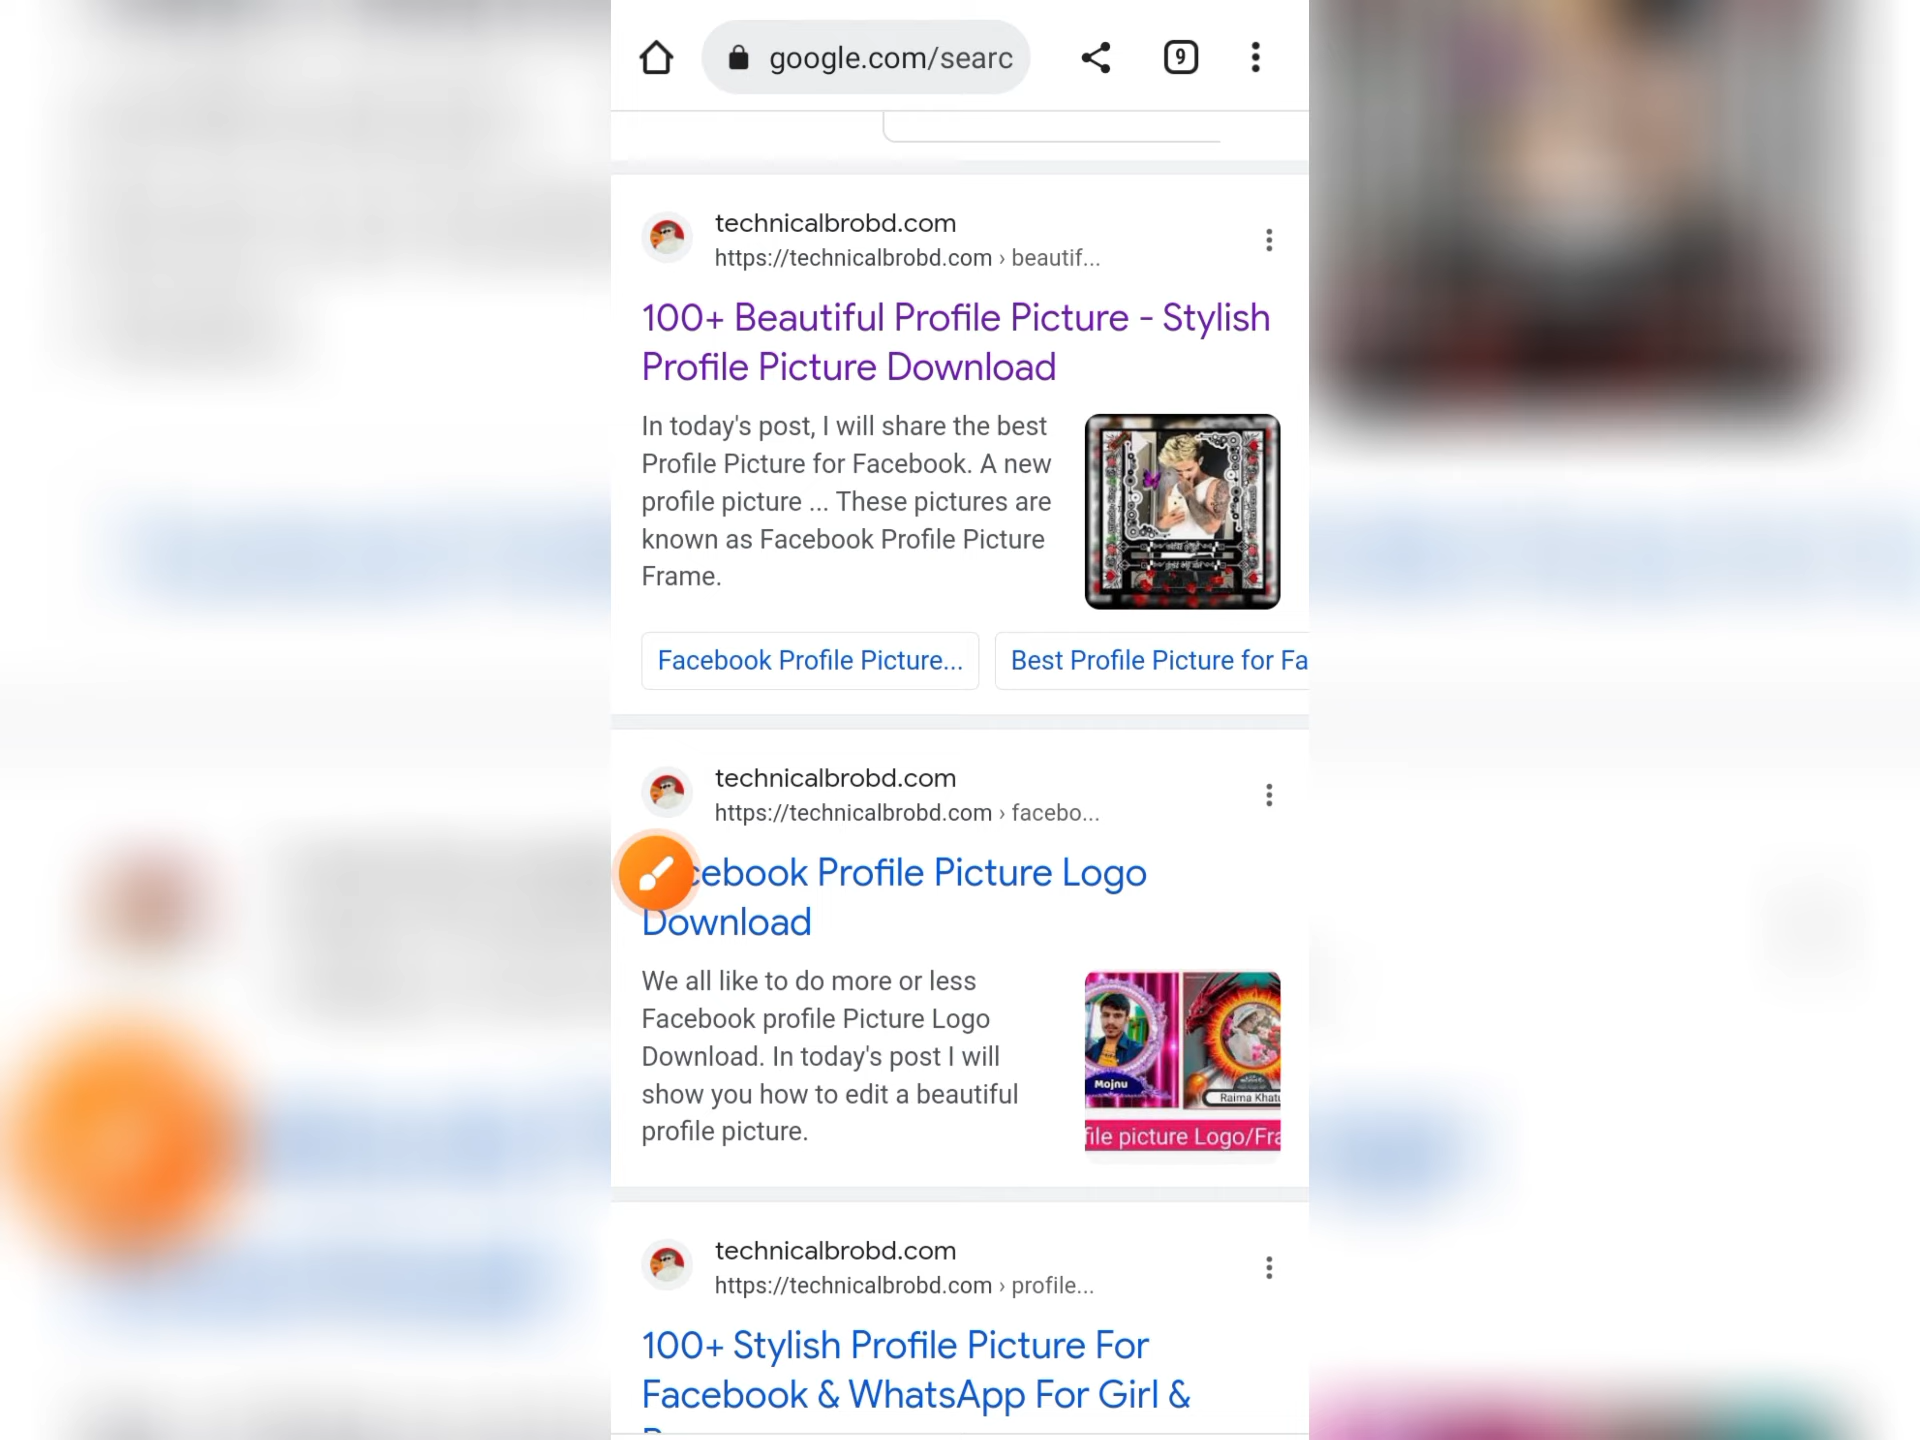 google.com/searc
9
technicalbrobd.com
https://technicalbrobd.com › beautif...
100+ Beautiful Profile Picture - Stylish
Profile Picture Download
In today's post, I will share the best
Profile Picture for Facebook. A new
profile picture ... These pictures are
known as Facebook Profile Picture
Frame.
Facebook Profile Picture...
Best Profile Picture for Fa
technicalbrobd.com
https://technicalbrobd.com › facebo...
cebook Profile Picture Logo
Download
We all like to do more or less
Facebook profile Picture Logo
Download. In today's post I will
show you how to edit a beautiful
profile picture.
Mojnu
Raima Khatu
file picture Logo/Fra
technicalbrobd.com
https://technicalbrobd.com › profile...
100+ Stylish Profile Picture For
Facebook & WhatsApp For Girl &